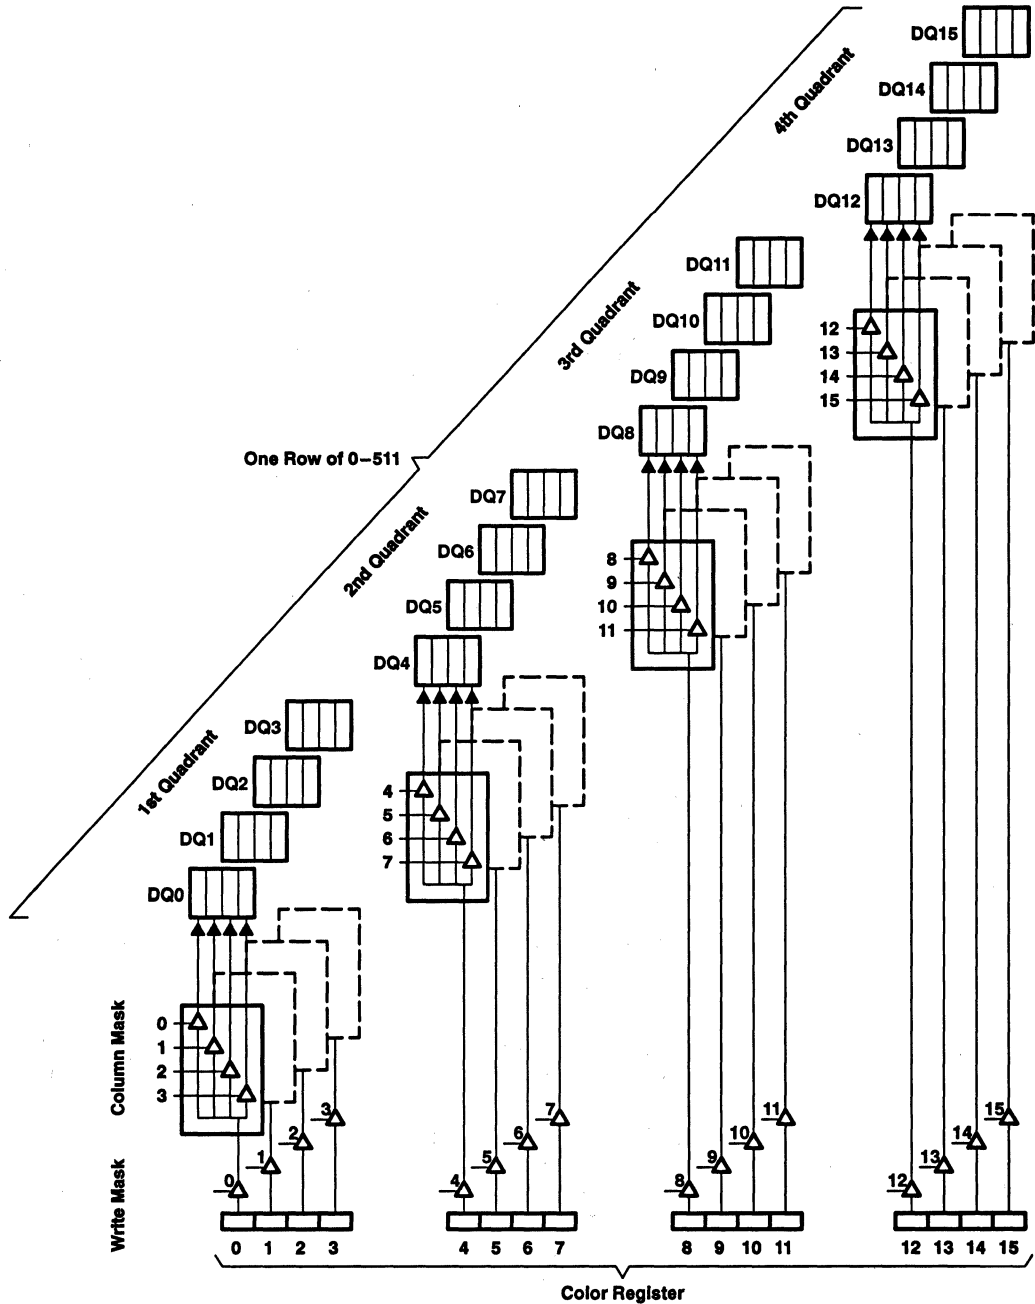 DQ15
DQ14
4th Quadrant
DQ13
DQ12
DQ11
DQ10
3rd Quadrant
DQ9
DQ8
12
13
14
15
One Row of 0–511
DQ7
DQ6
2nd Quadrant
DQ5
DQ4
8
9
10
11
DQ3
DQ2
1st Quadrant
DQ1
DQ0
4
5
6
7
Column Mask
0
1
2
3
Write Mask
3 7 11 15
2 6 10 14
1 5 9 13
0 4 8 12
0 1 2 3 4 5 6 7 8 9 10 11 12 13 14 15
Color Register